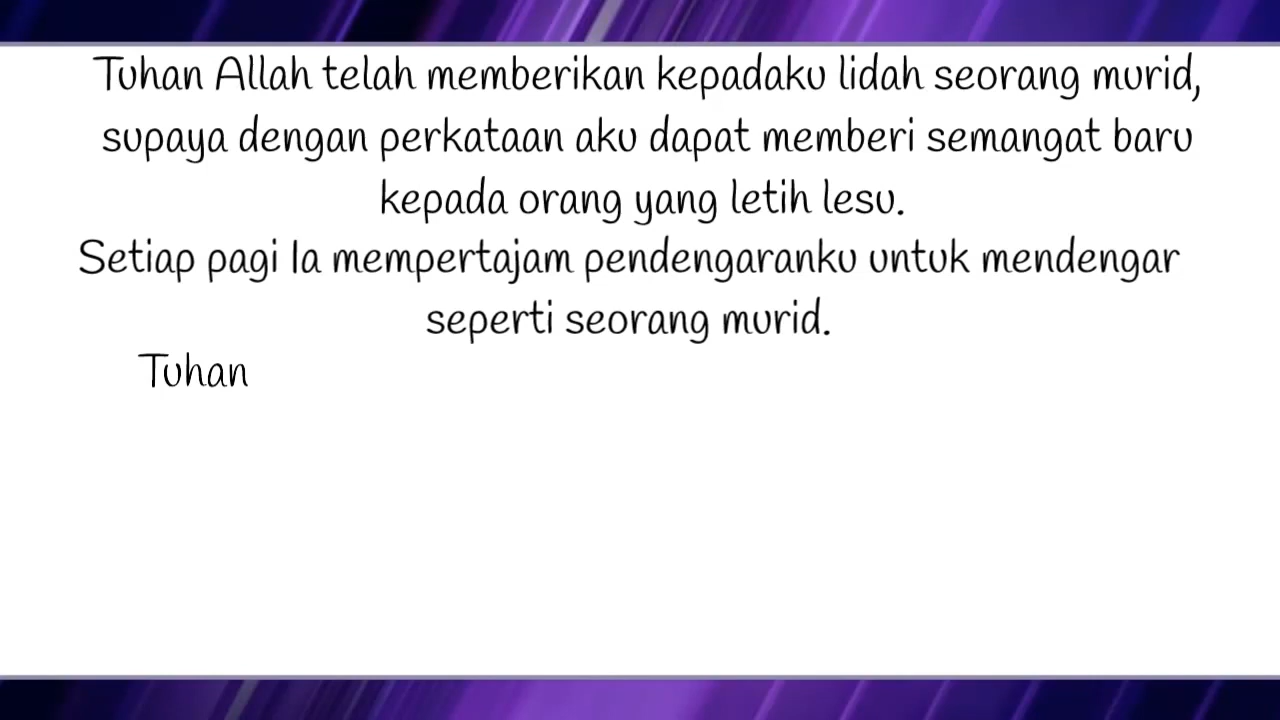 Tuhan Allah telah memberikan kepadaku lidah seorang murid,
supaya dengan perkataan aku dapat memberi semangat baru
kepada orang yang letih lesu.
Setiap pagi Ia mempertajam pendengaranku untuk mendengar
seperti seorang murid.
Tuhan